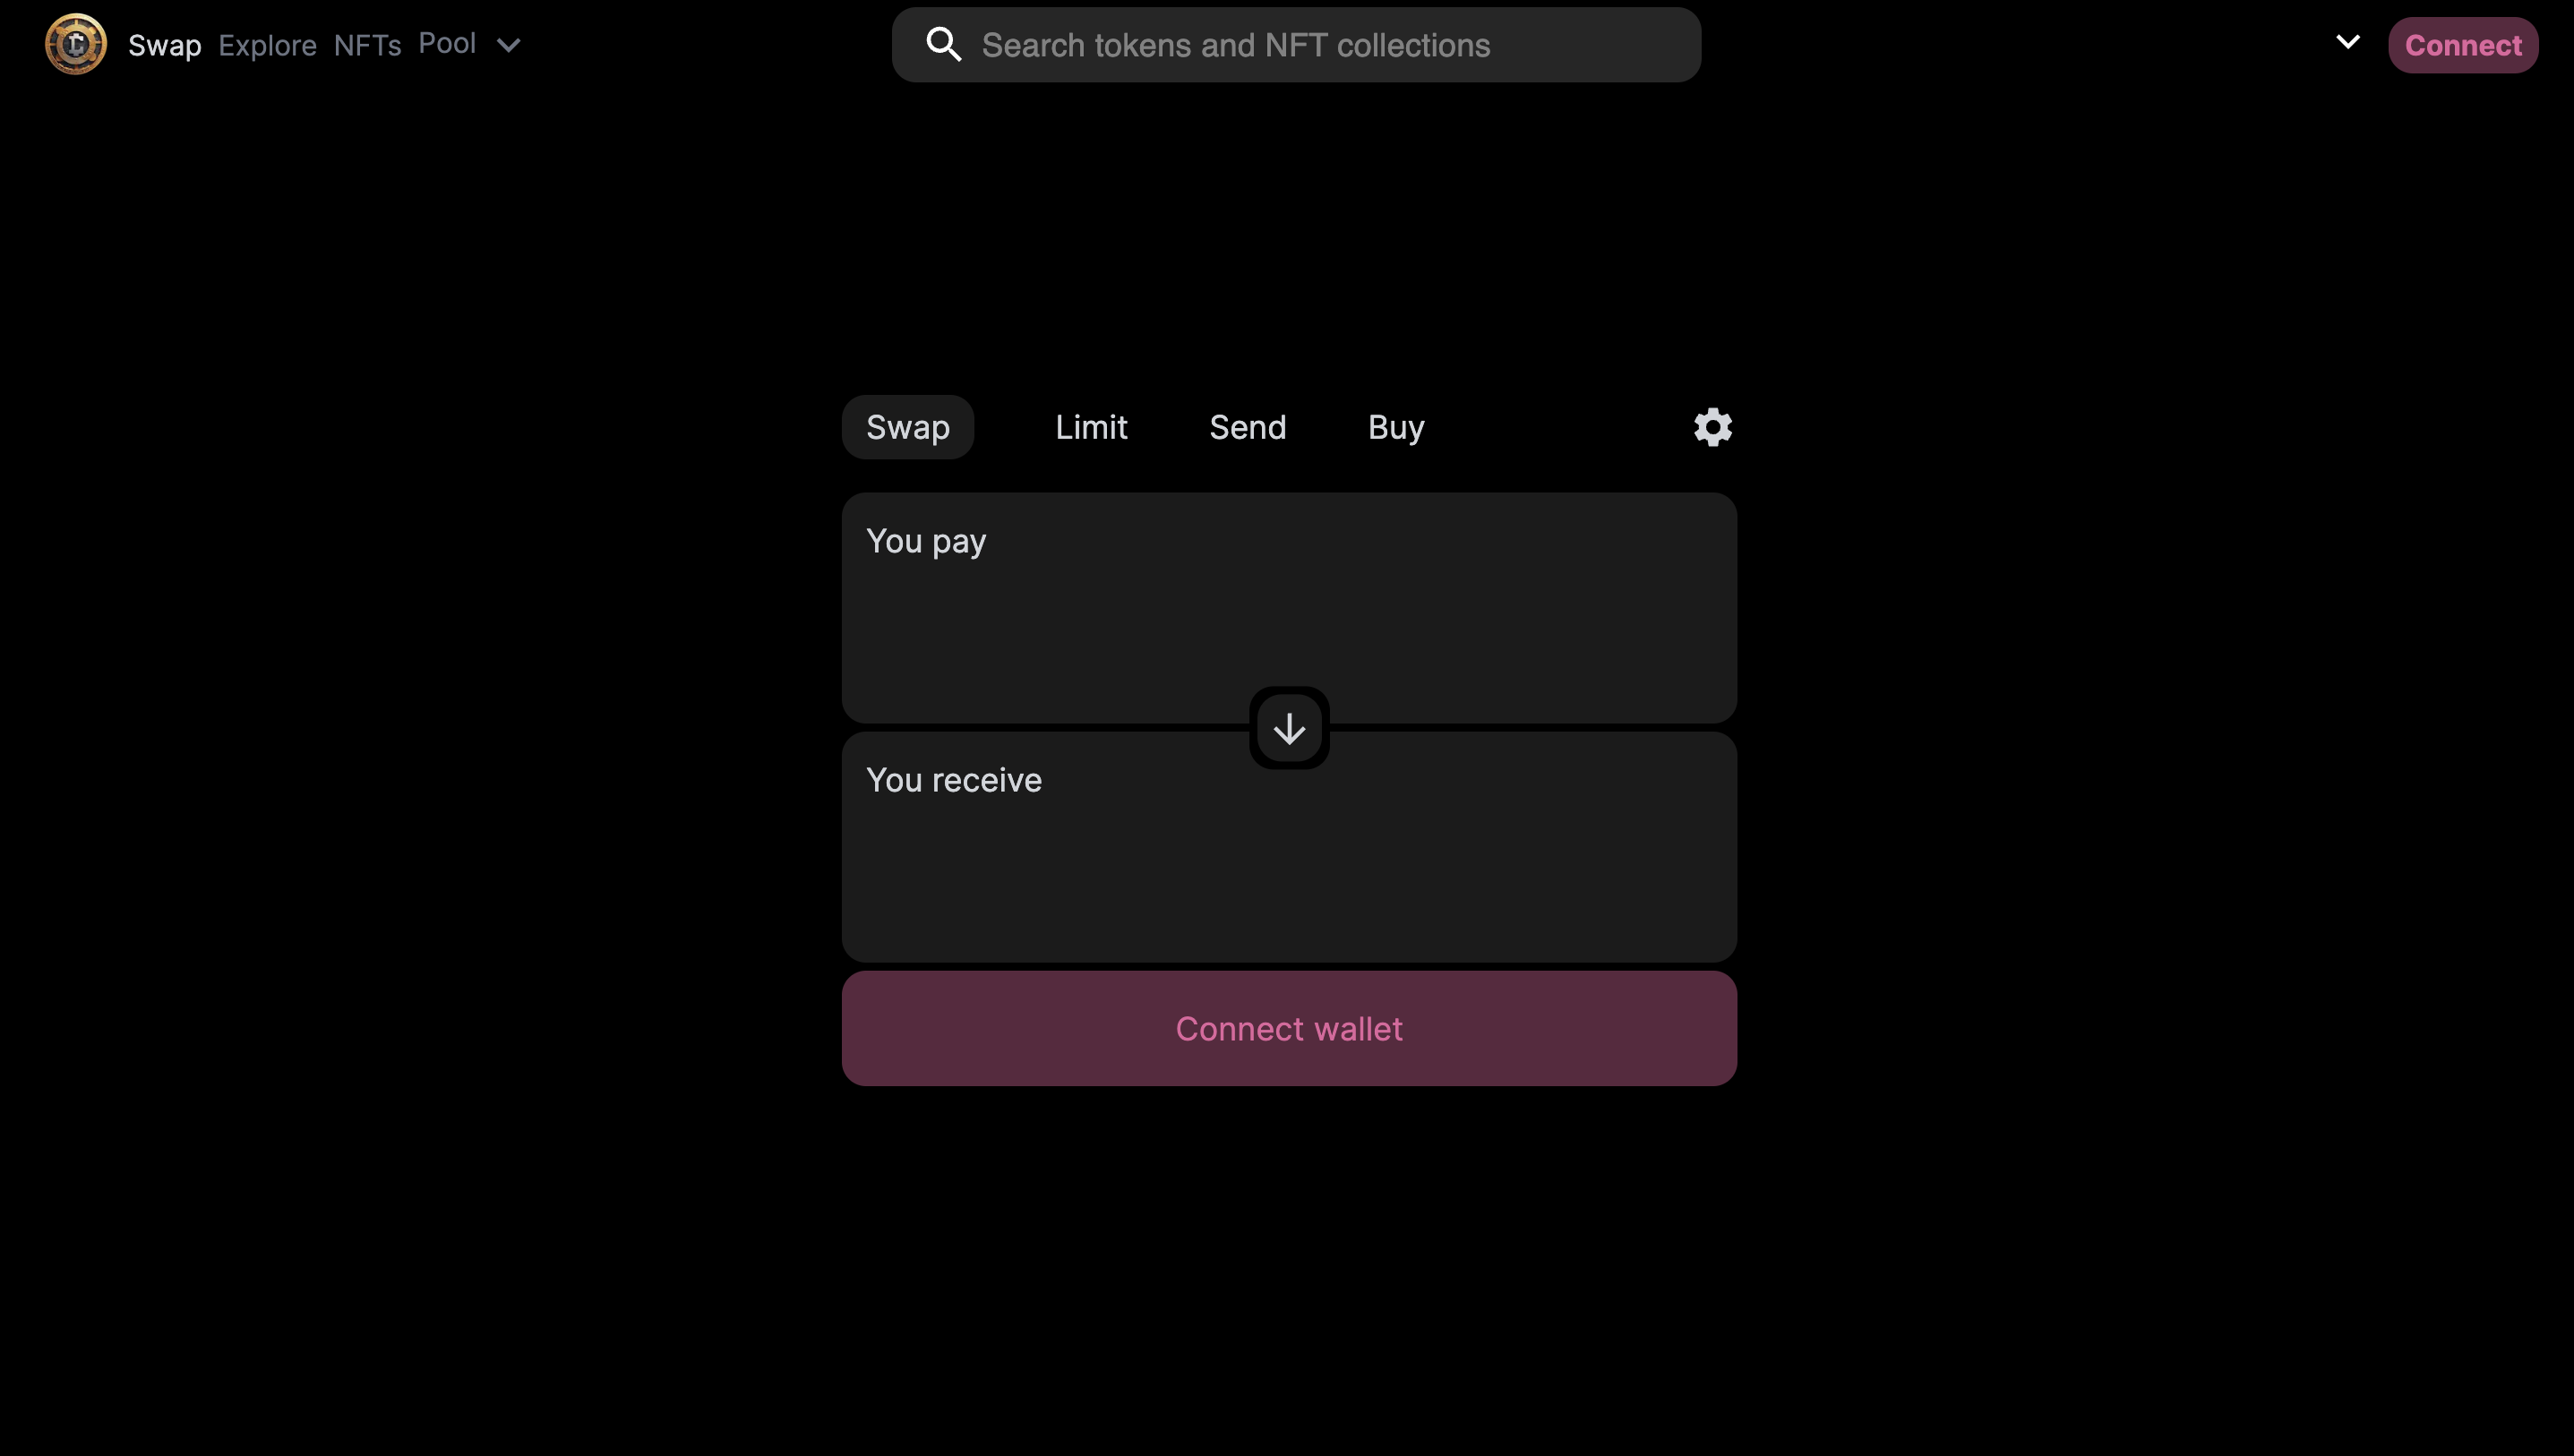 Swap Explore NFTs Pool
Search tokens and NFT collections
Connect
Swap Limit Send Buy
You pay
You receive
Connect wallet